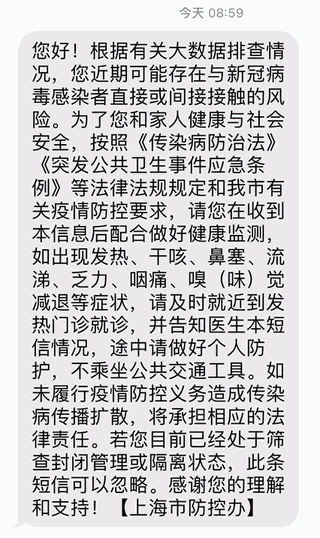 今天 08:59
您好！根据有关大数据排查情
况，您近期可能存在与新冠病
毒感染者直接或间接接触的风
险。为了您和家人健康与社会
安全，按照《传染病防治法》
《突发公共卫生事件应急条
例》等法律法规规定和我市有
关疫情防控要求，请您在收到
本信息后配合做好健康监测，
如出现发热、干咳、鼻塞、流
涕、乏力、咽痛、嗅（味）觉
减退等症状，请及时就近到发
热门诊就诊，并告知医生本短
信情况，途中请做好个人防
护，不乘坐公共交通工具。如
未履行疫情防控义务造成传染
病传播扩散，将承担相应的法
律责任。若您目前已经处于筛
查封闭管理或隔离状态，此条
短信可以忽略。感谢您的理解
和支持！【上海市防控办】